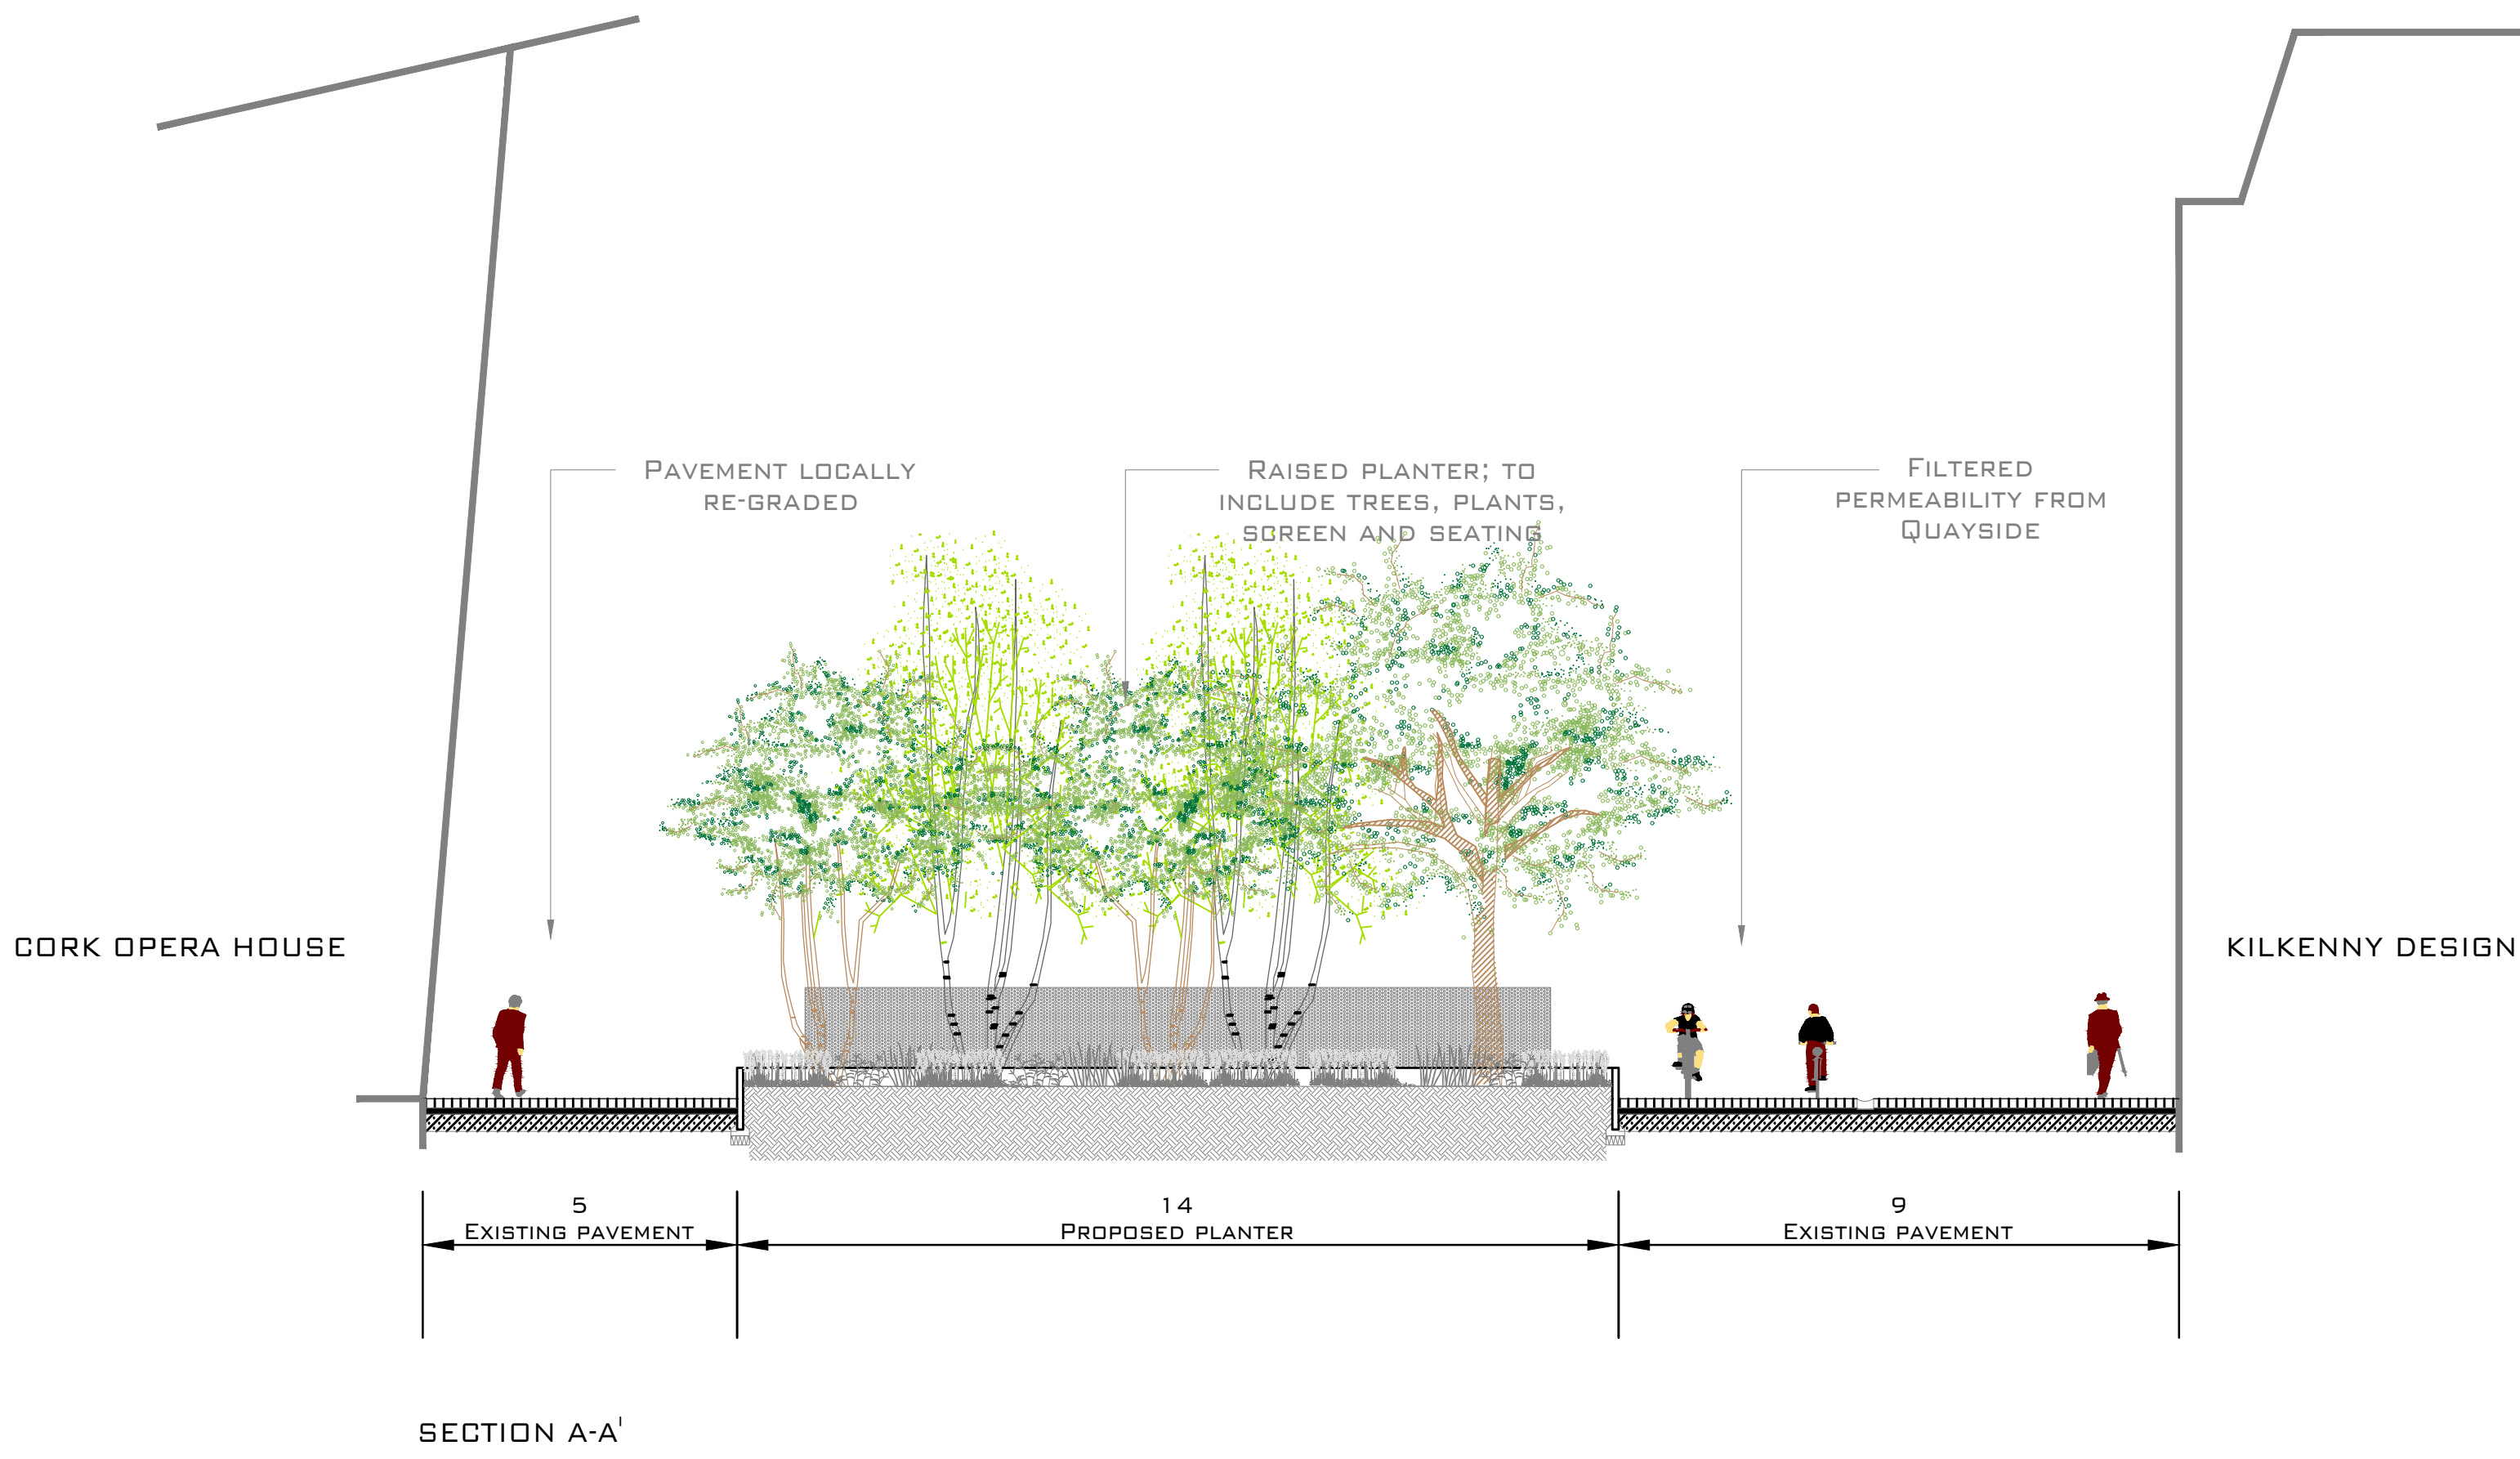 Pavement locally
re-graded
Raised planter; to
include trees, plants,
screen and seating
Filtered
permeability from
Quayside
CORK OPERA HOUSE
KILKENNY DESIGN
5
Existing pavement
14
Proposed planter
9
Existing pavement
SECTION A-A'